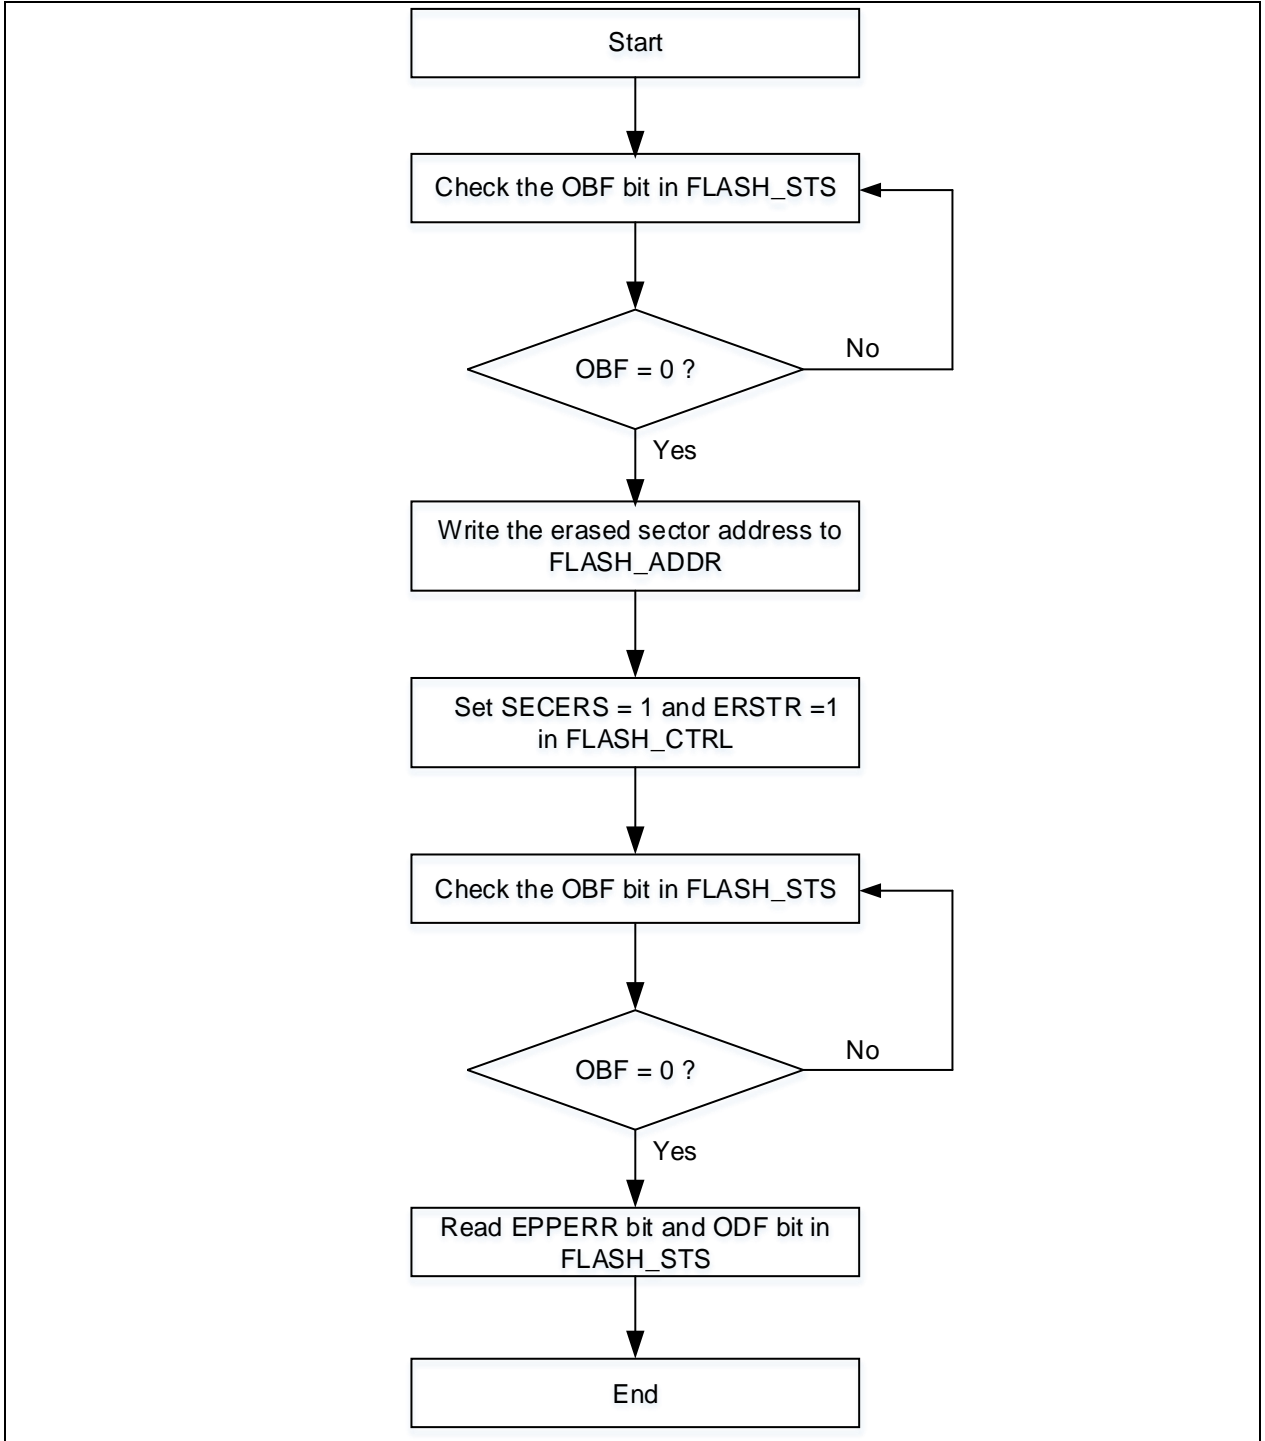 Start
Check the OBF bit in FLASH_STS
OBF = 0 ?
No
Yes
Write the erased sector address to
FLASH_ADDR
Set SECERS = 1 and ERSTR =1
in FLASH_CTRL
Check the OBF bit in FLASH_STS
OBF = 0 ?
No
Yes
Read EPPERR bit and ODF bit in
FLASH_STS
End